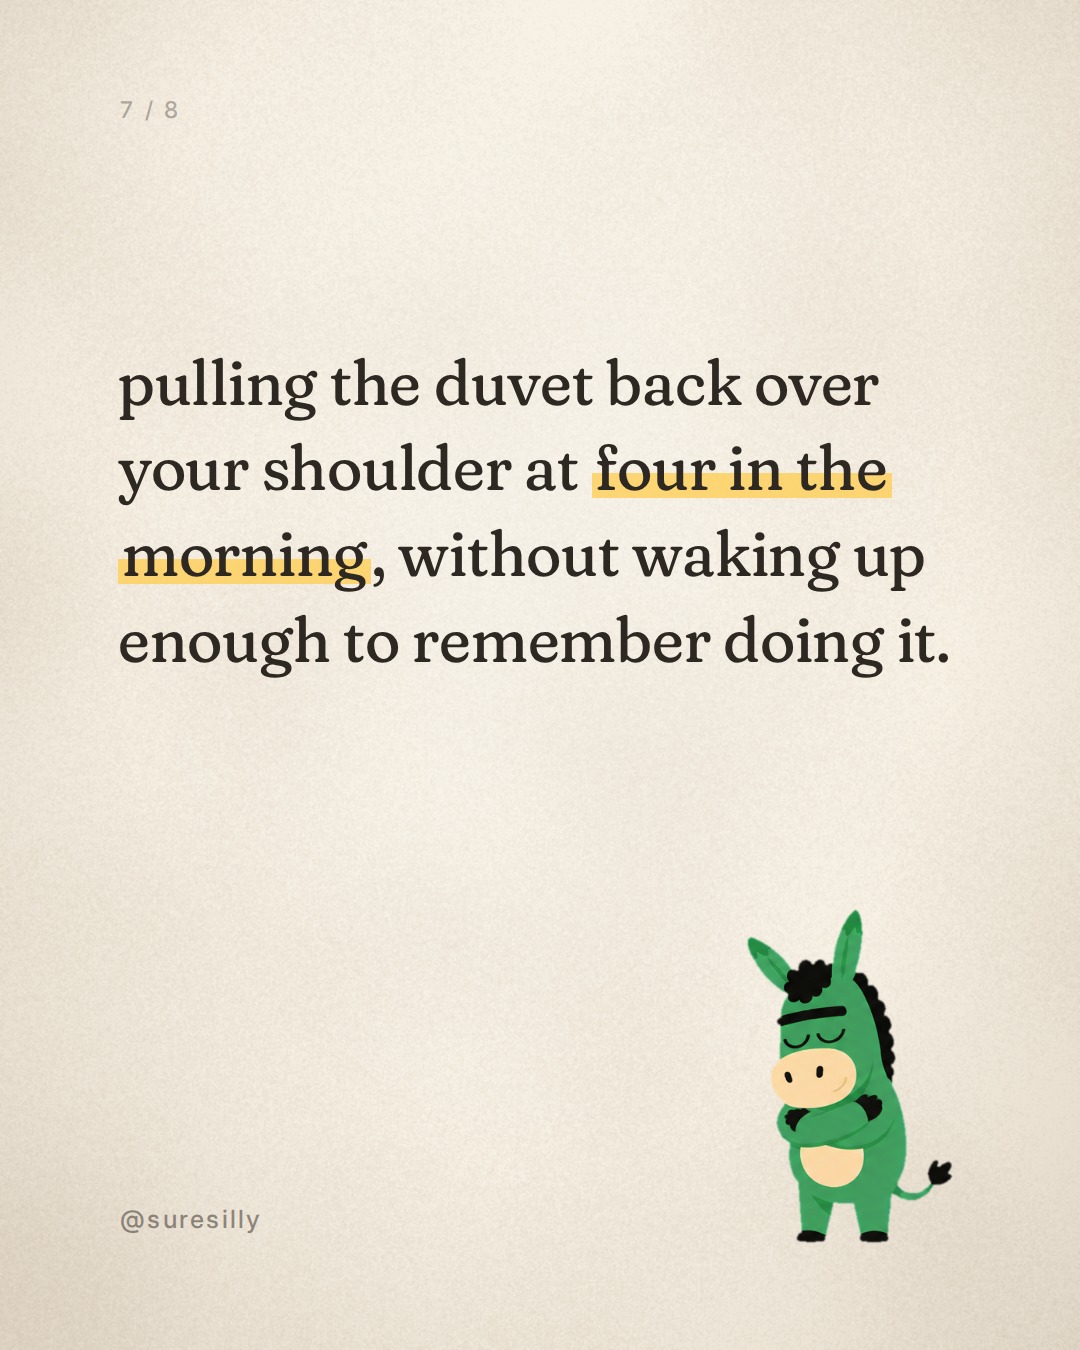 7 / 8
pulling the duvet back over
your shoulder at four in the
morning, without waking up
enough to remember doing it.
@suresilly